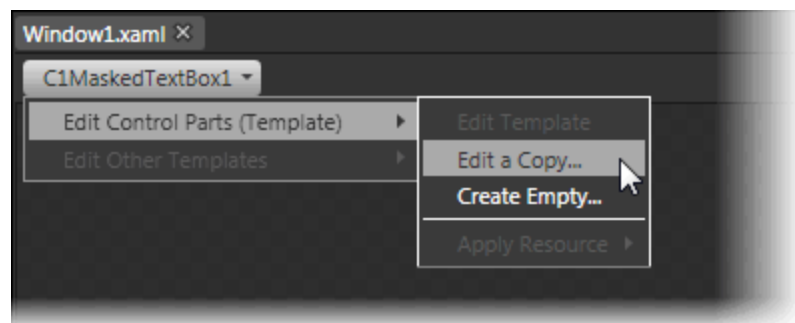 Window1.xaml ×
C1MaskedTextBox1
Edit Control Parts (Template)
Edit Other Templates
Edit Template
Edit a Copy...
Create Empty...
Apply Resource